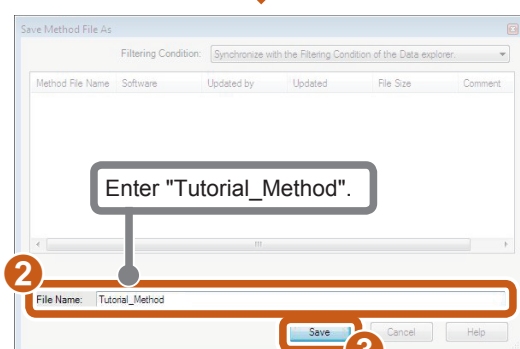 Save Method File As
Filtering Condition: Synchronize with the Filtering Condition of the Data explorer.
Method File Name Software Updated by Updated File Size Comment
Enter "Tutorial_Method".
2
File Name: Tutorial_Method
Save Cancel Help